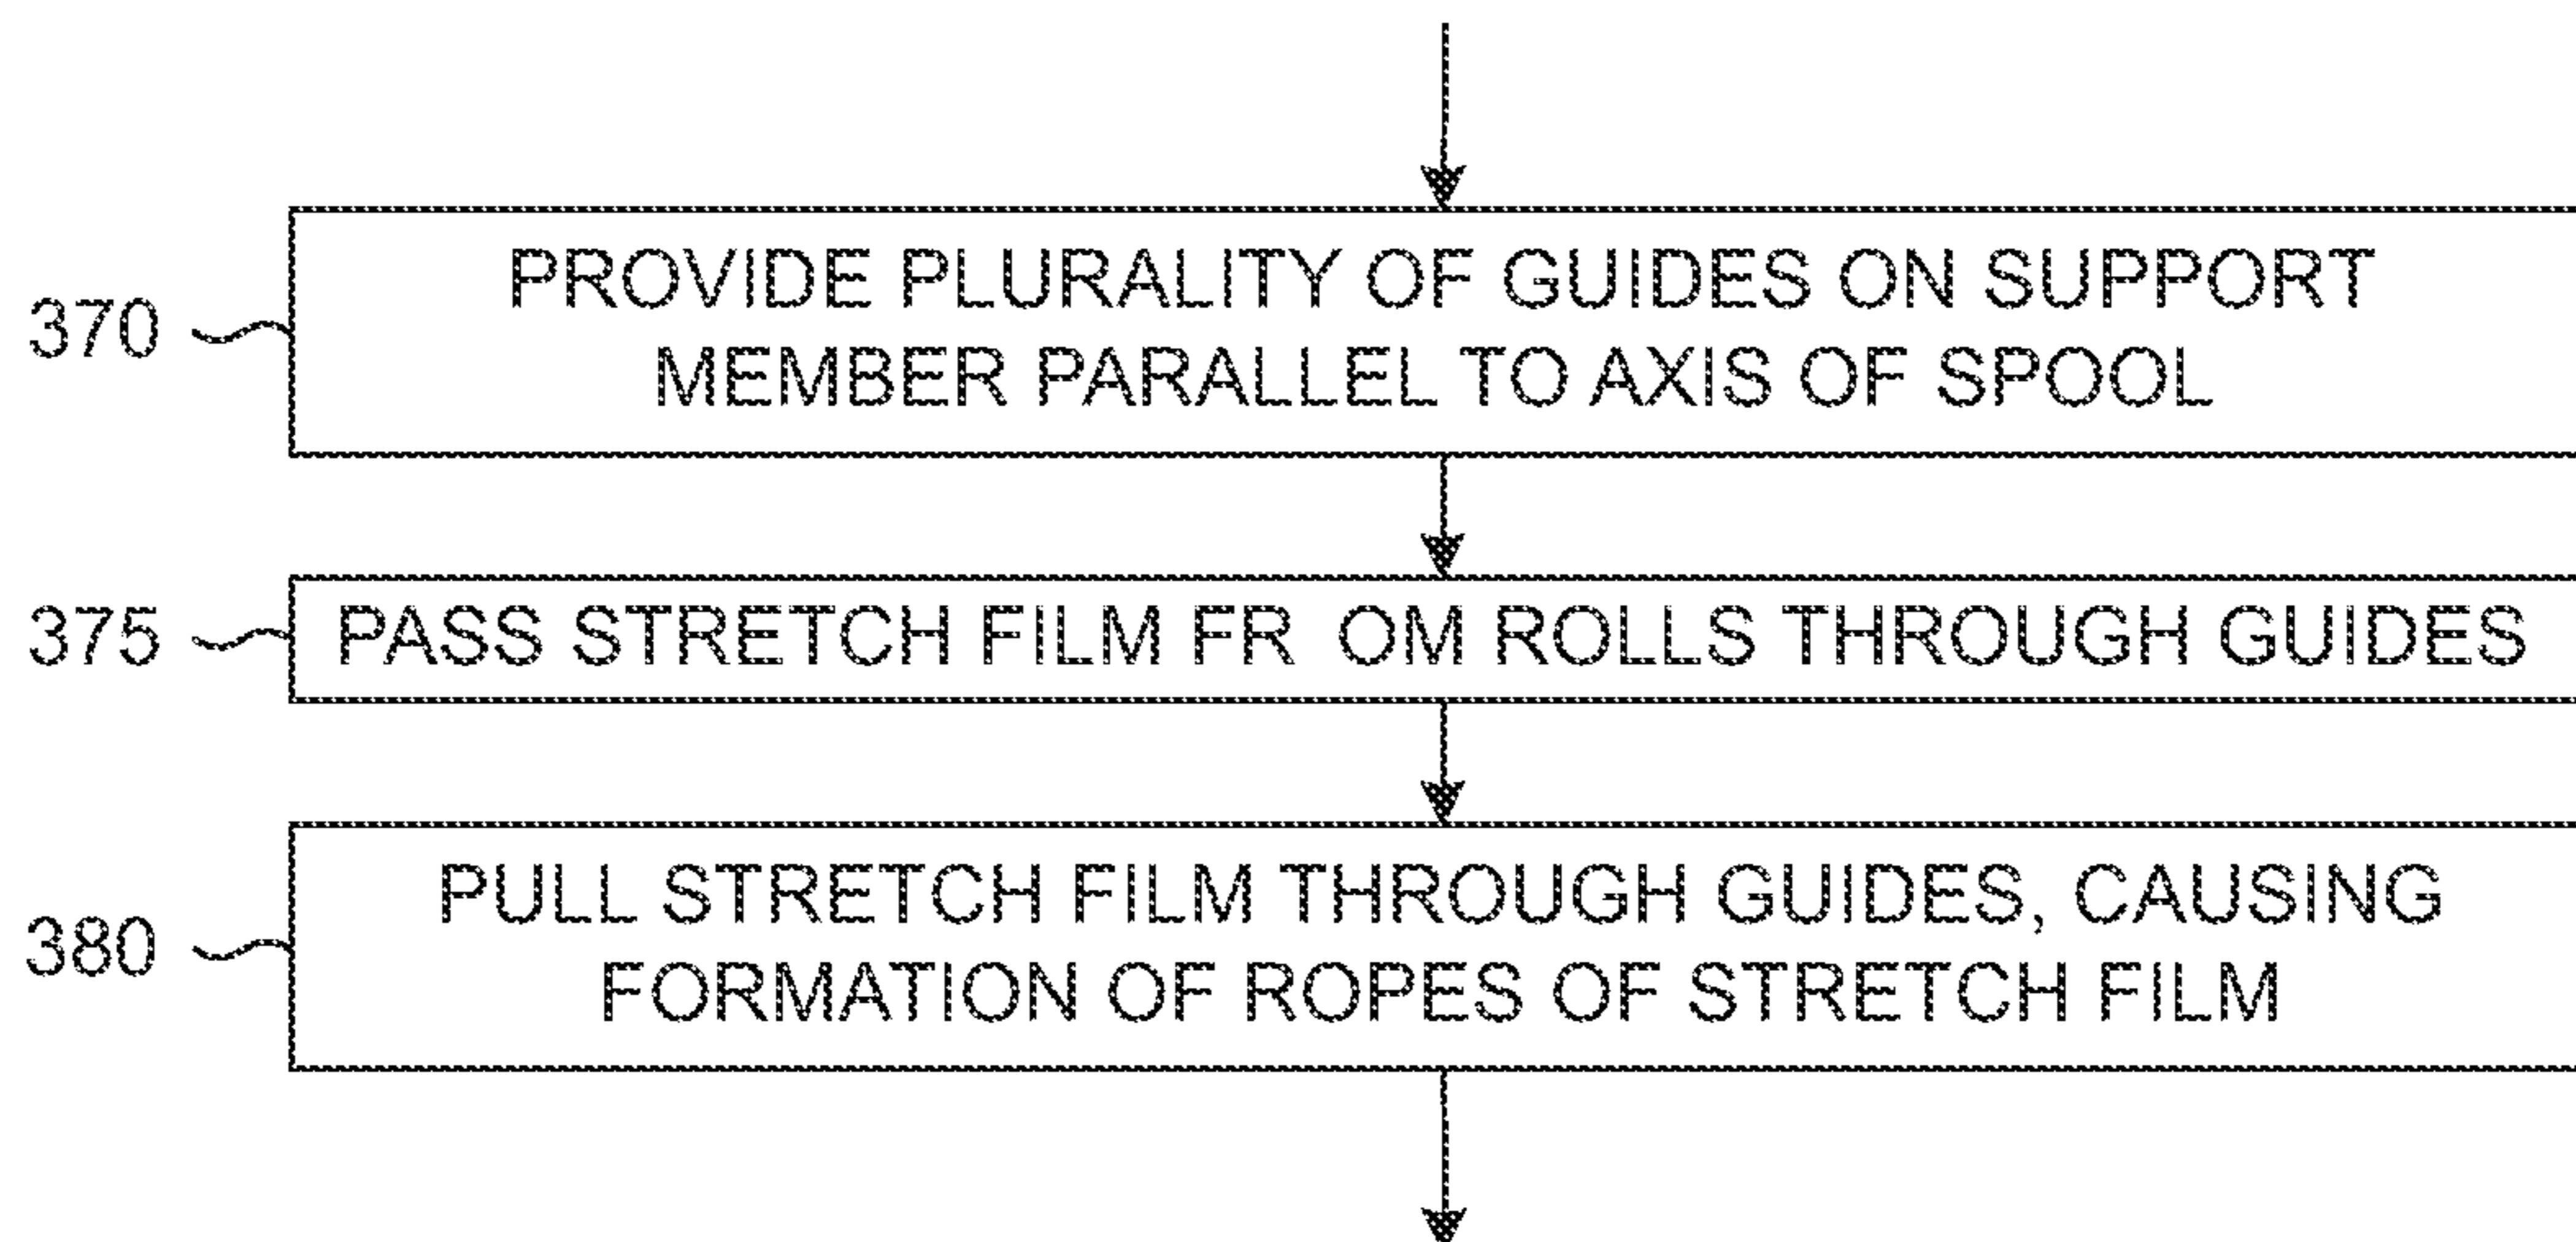 PROVIDE PLURALITY OF GUIDES ON SUPPORT
370
MEMBER PARALLEL TO AXIS OF SPOOL
375 PASS STRETCH FILM FR OM ROLLS THROUGH GUIDES
PULL STRETCH FILM THROUGH GUIDES, CAUSING
380
FORMATION OF ROPES OF STRETCH FILM